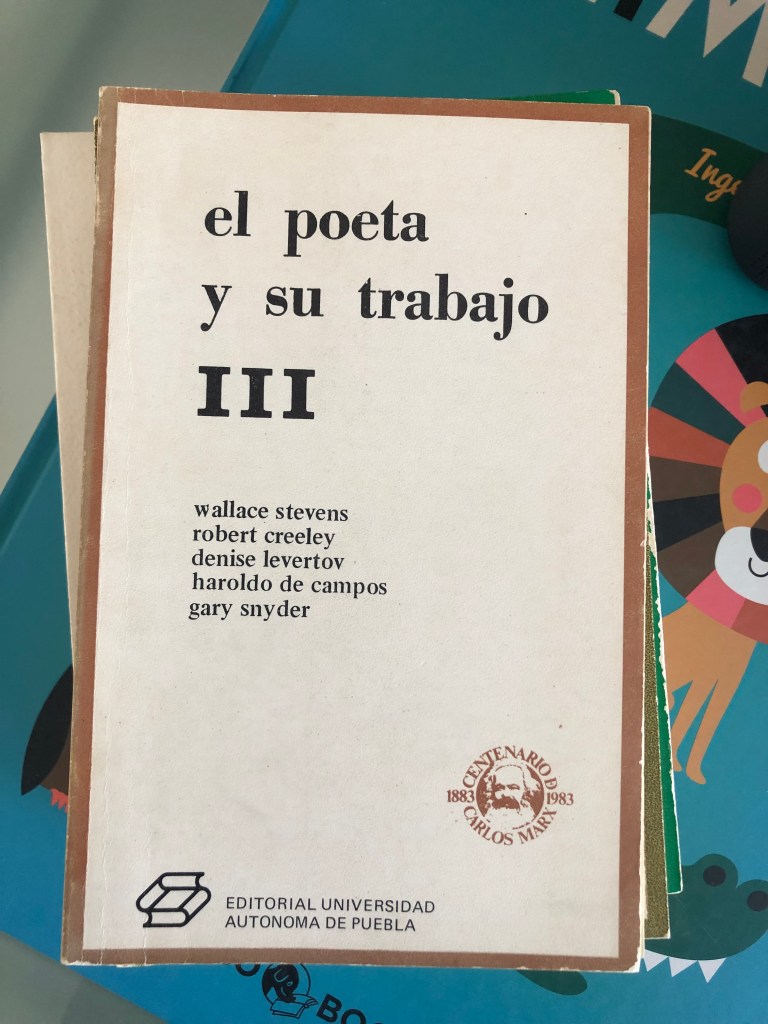 el poeta
y su trabajo
III
wallace stevens
robert creeley
denise levertov
haroldo de campos
gary snyder
CENTENARIO D
1883 1983
CARLOS MARX
EDITORIAL UNIVERSIDAD
AUTONOMA DE PUEBLA